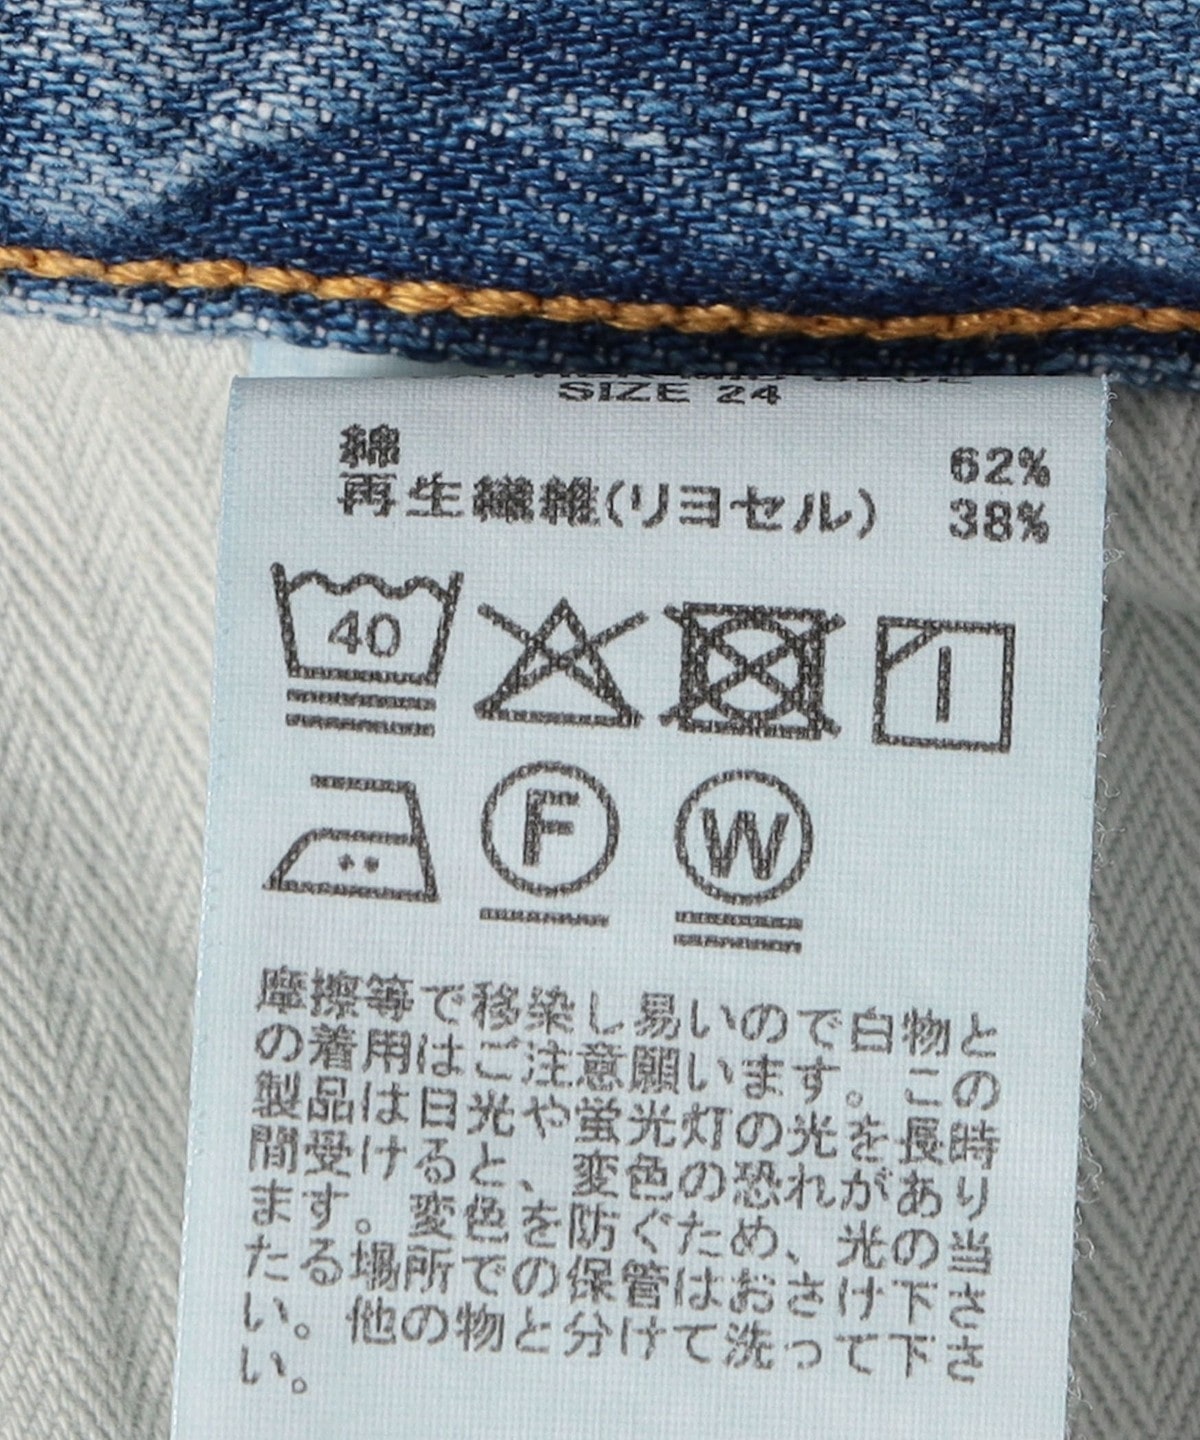 SIZE 24
綿 62%
再生繊維(リヨセル) 38%
40
F
W
摩擦等で移染し易いので白物と
の着用はご注意願います。この
製品は日光や蛍光灯の光を長時
間受けると、変色の恐れがあり
ます。変色を防ぐため、光の当
たる場所での保管はおさけ下さ
い。他の物と分けて洗って下さ
い。